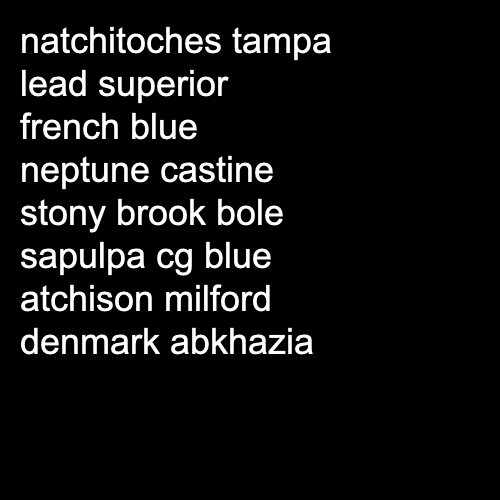 natchitoches tampa
lead superior
french blue
neptune castine
stony brook bole
sapulpa cg blue
atchison milford
denmark abkhazia